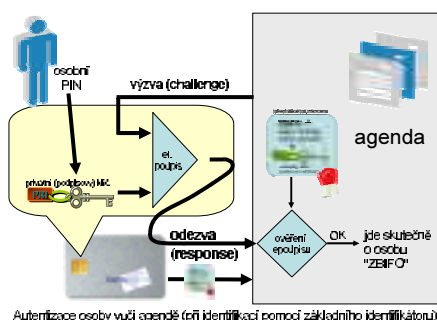 osobní
PIN
výzva (challenge)
agenda
el.
podpis
privátní (podpisový) klíč
odezva
(response)
ověření
epodpisu
OK
jde skutečně
o osobu
"ZBIFO"
Autentizace osoby vůči agendě (při identifikaci pomocí základního identifikátoru)